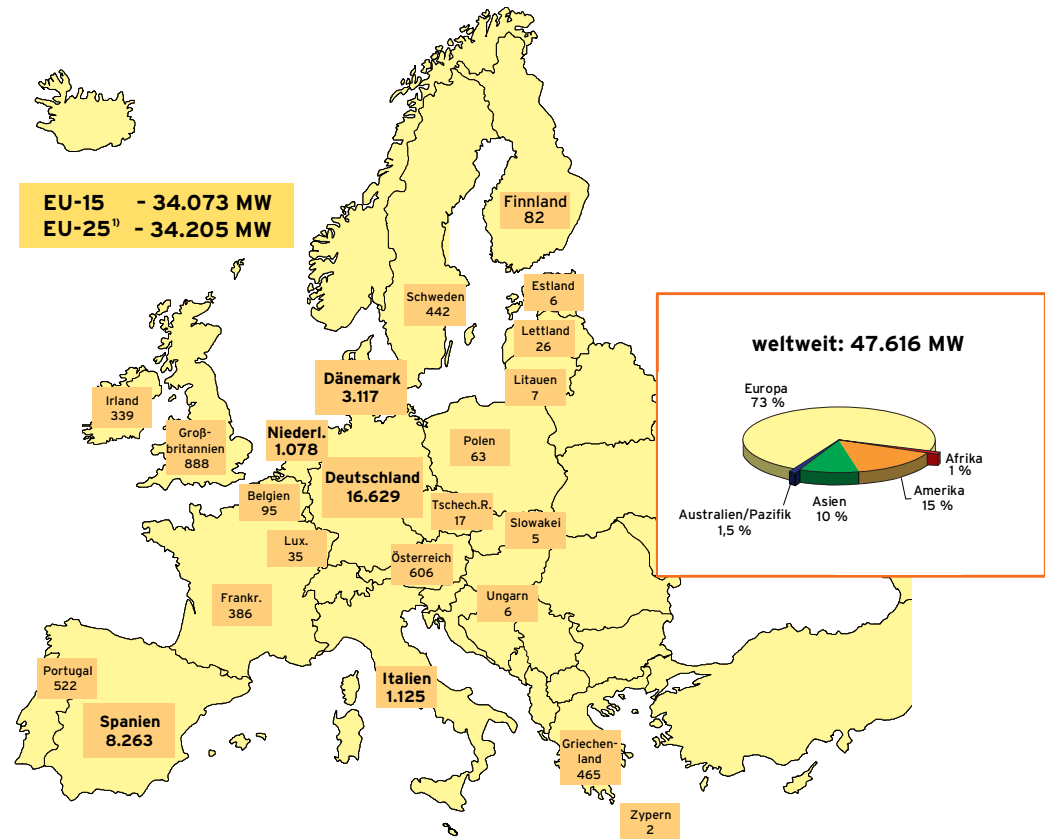 EU-15 - 34.073 MW
EU-25¹⁾ - 34.205 MW
Finnland
82
Schweden
442
Estland
6
Lettland
26
Litauen
7
Dänemark
3.117
Irland
339
Groß-
britannien
888
Niederl.
1.078
Polen
63
Deutschland
16.629
Belgien
95
Tschech.R.
17
Slowakei
5
Lux.
35
Österreich
606
Frankr.
386
Ungarn
6
Portugal
522
Spanien
8.263
Italien
1.125
Griechen-
land
465
Zypern
2
weltweit: 47.616 MW
Europa
73 %
Afrika
1 %
Amerika
15 %
Asien
10 %
Australien/Pazifik
1,5 %